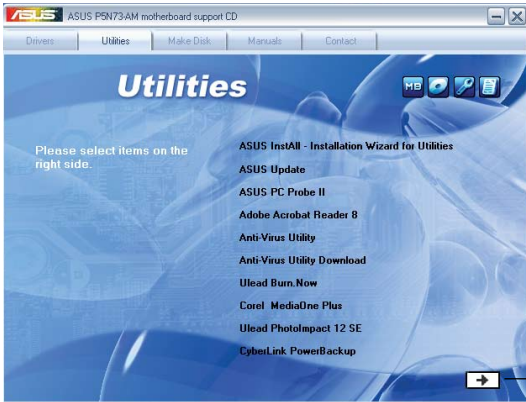 ASUS ASUS P5N73-AM motherboard support CD
Drivers Utilities Make Disk Manuals Contact
Utilities
MB
Please select items on the
right side.
ASUS InstAll - Installation Wizard for Utilities
ASUS Update
ASUS PC Probe II
Adobe Acrobat Reader 8
Anti-Virus Utility
Anti-Virus Utility Download
Ulead Burn.Now
Corel MediaOne Plus
Ulead PhotoImpact 12 SE
CyberLink PowerBackup